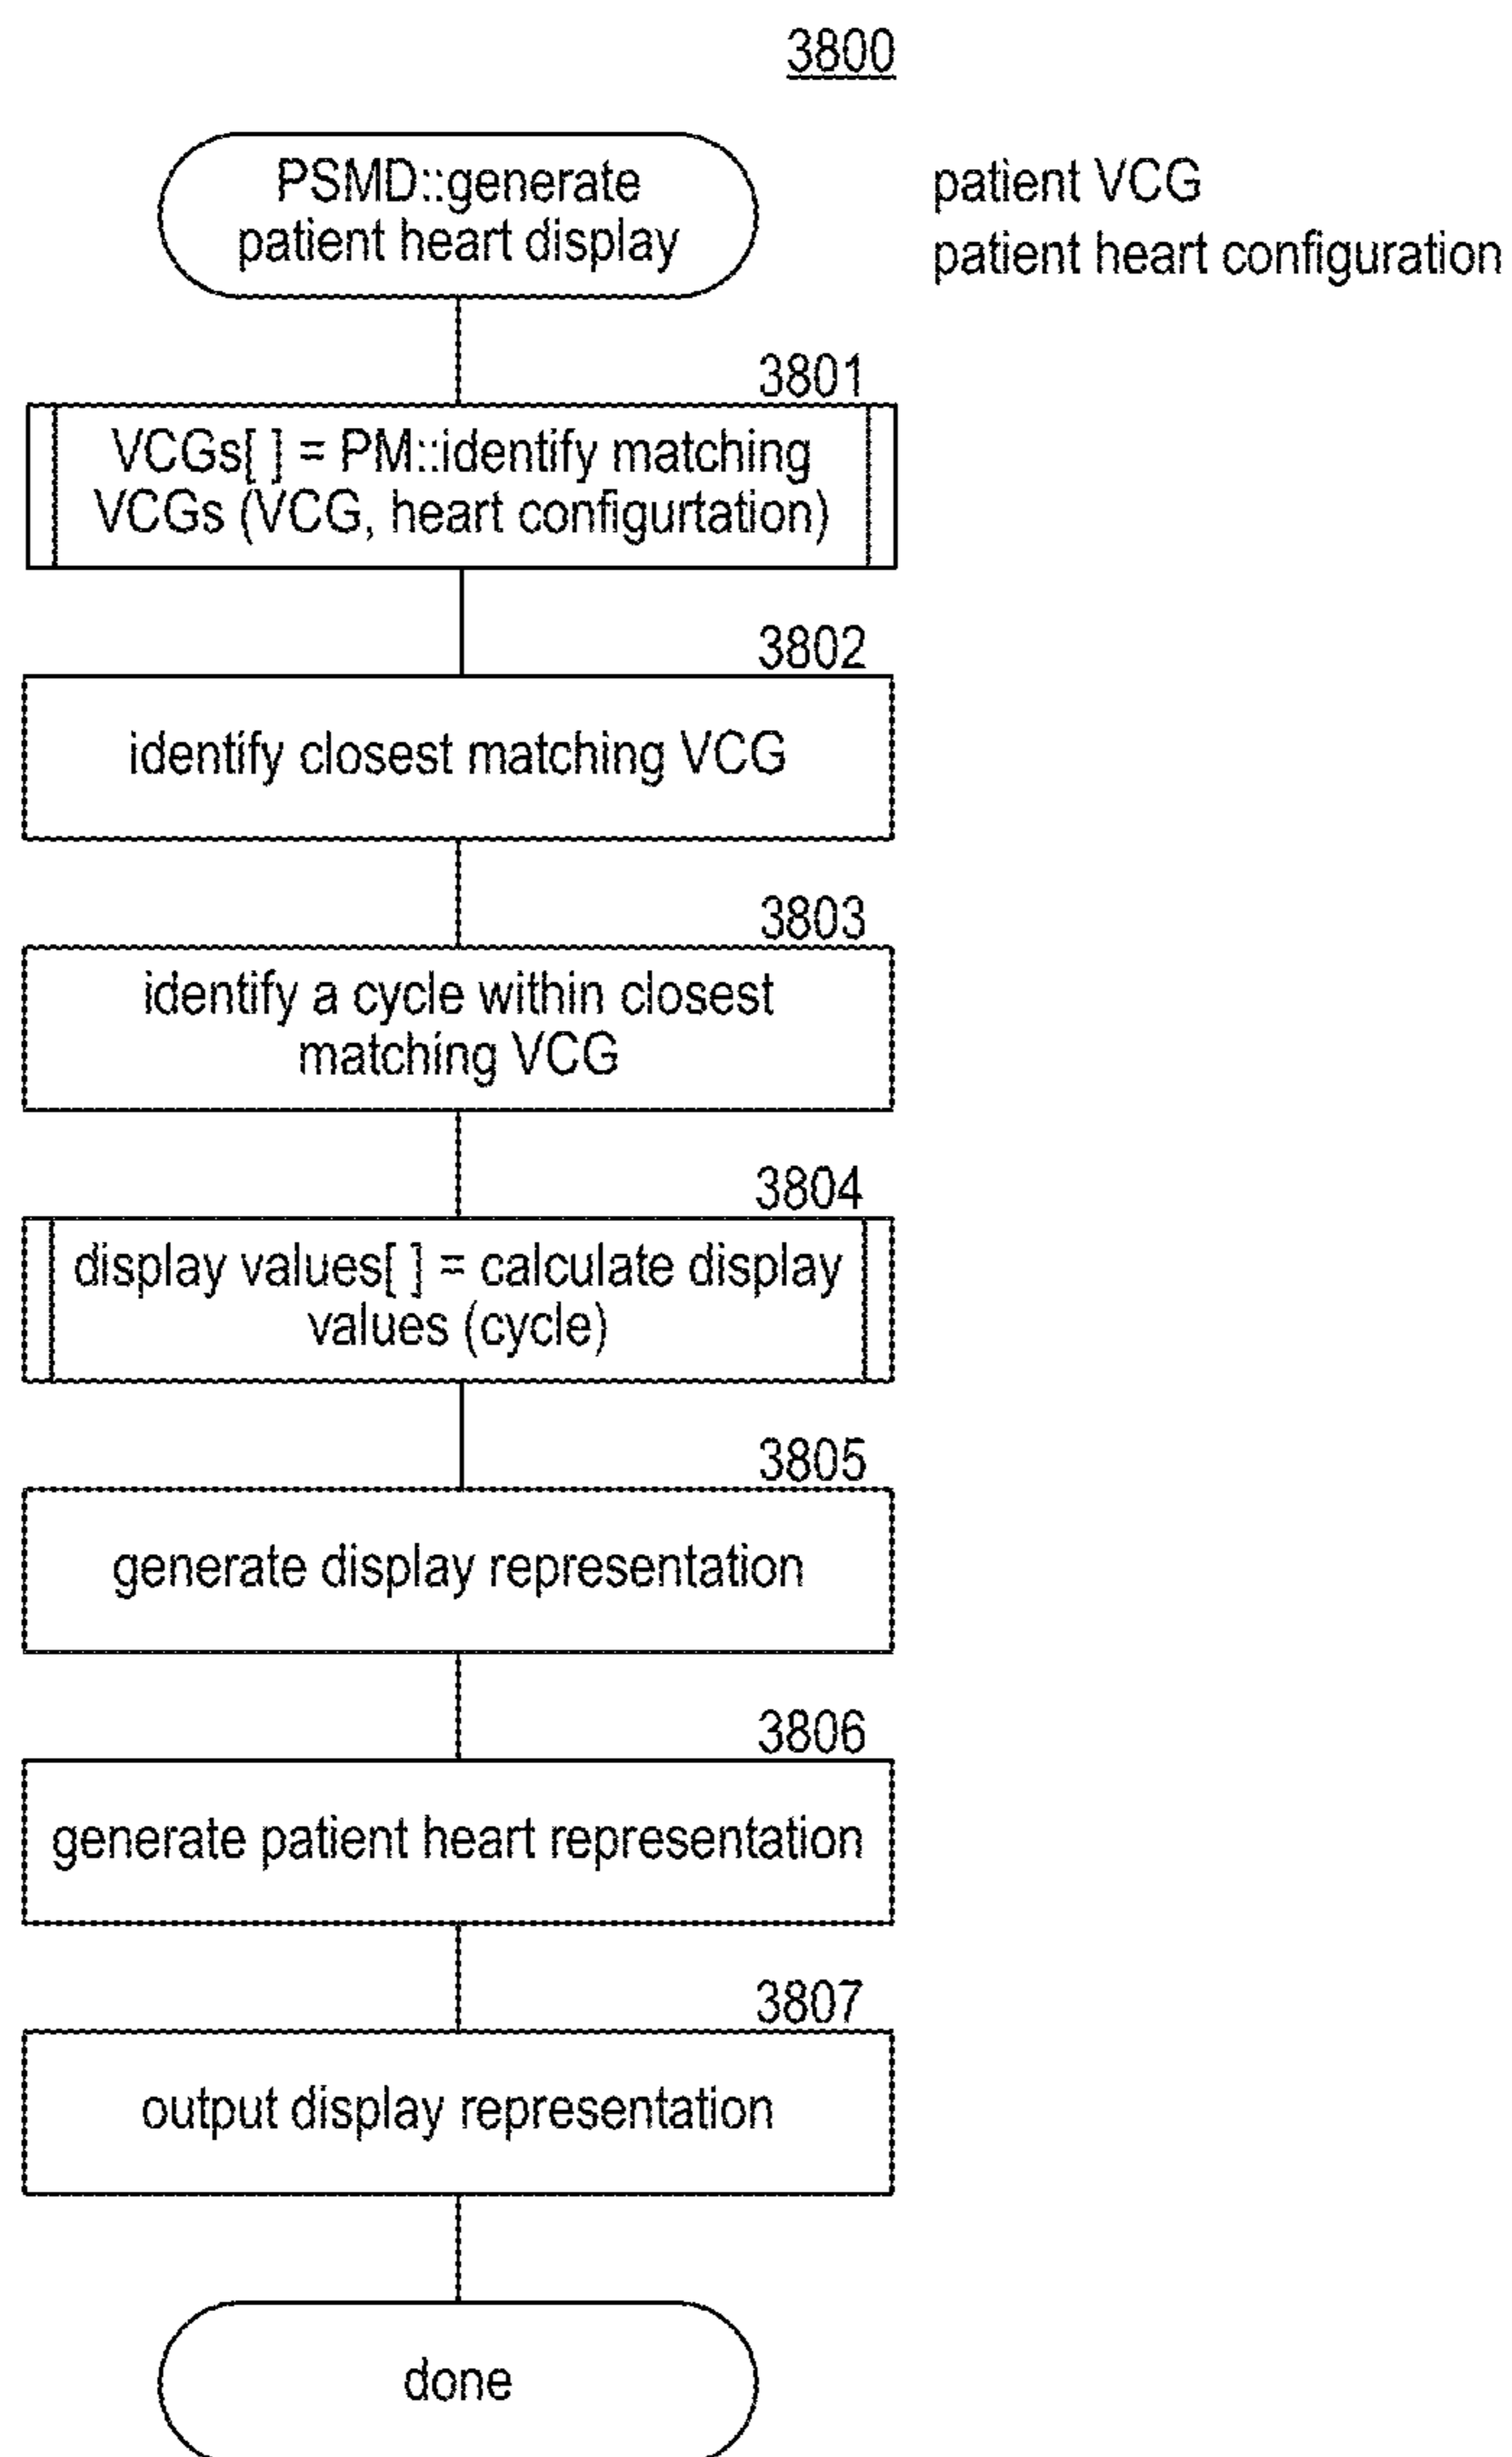 3800
PSMD::generate
patient heart display
patient VCG
patient heart configuration
3801
VCGs[ ] = PM::identify matching
VCGs (VCG, heart configurtation)
3802
identify closest matching VCG
3803
identify a cycle within closest
matching VCG
3804
display values[ ] = calculate display
values (cycle)
3805
generate display representation
3806
generate patient heart representation
3807
output display representation
done